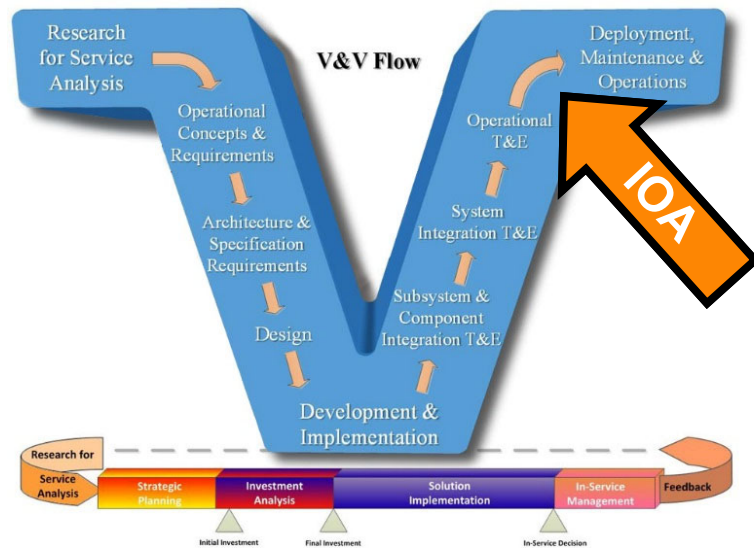 Research
for Service
Analysis
V&V Flow
Deployment,
Maintenance &
Operations
Operational
Concepts &
Requirements
Operational
T&E
IOA
Architecture &
Specification
Requirements
System
Integration T&E
Design
Subsystem &
Component
Integration T&E
Development &
Implementation
Research for
Service
Analysis
Strategic
Planning
Investment
Analysis
Solution
Implementation
In-Service
Management
Feedback
Initial Investment
Final Investment
In-Service Decision